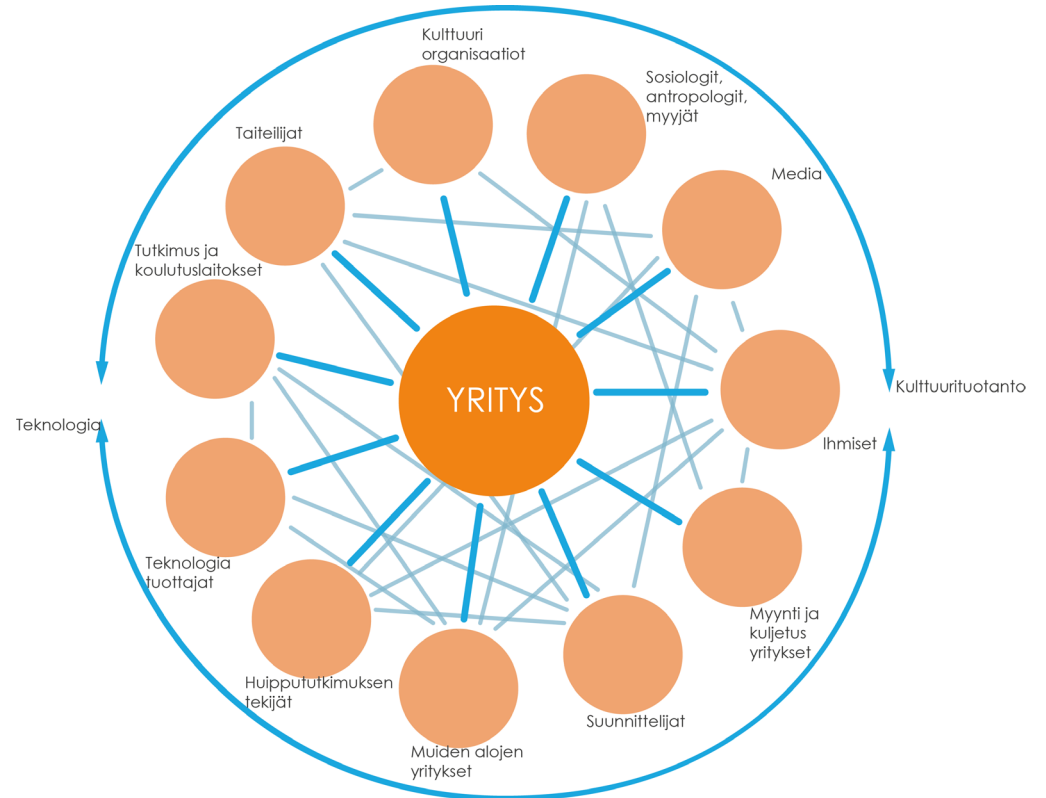 Kulttuuri
organisaatiot
Sosiologit,
antropologit,
myyjät
Taiteilijat
Media
Tutkimus ja
koulutuslaitokset
YRITYS
Kulttuurituotanto
Teknologia
Ihmiset
Teknologia
tuottajat
Myynti ja
kuljetus
yritykset
Huippututkimuksen
tekijät
Suunnittelijat
Muiden alojen
yritykset